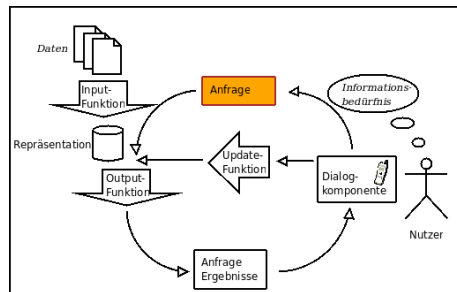 Daten
Input-
Funktion
Anfrage
Informations-
bedürfnis
Repräsentation
Update-
Funktion
Output-
Funktion
Dialog-
komponente
Nutzer
Anfrage
Ergebnisse